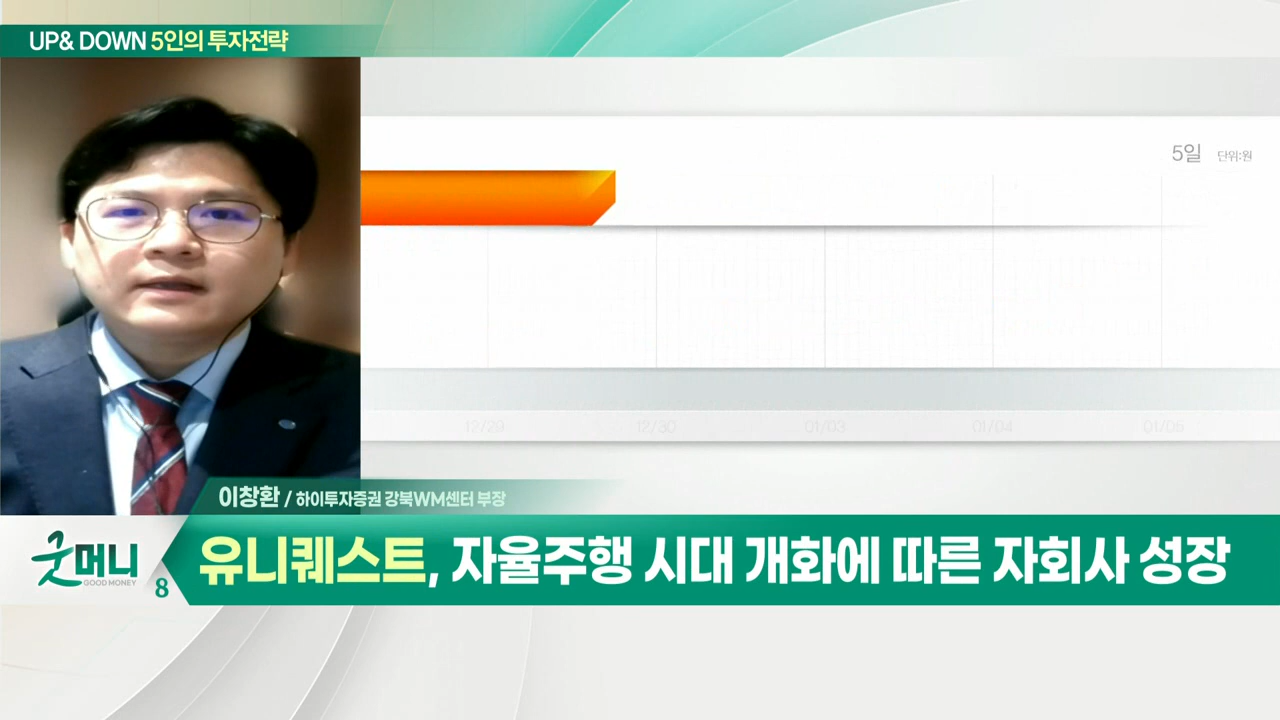 UP& DOWN 5인의 투자전략
5일 단위:원
12/29 12/30 01/03 01/04 01/05
이창환 / 하이투자증권 강북WM센터 부장
굿머니
GOOD MONEY
8
유니퀘스트, 자율주행 시대 개화에 따른 자회사 성장